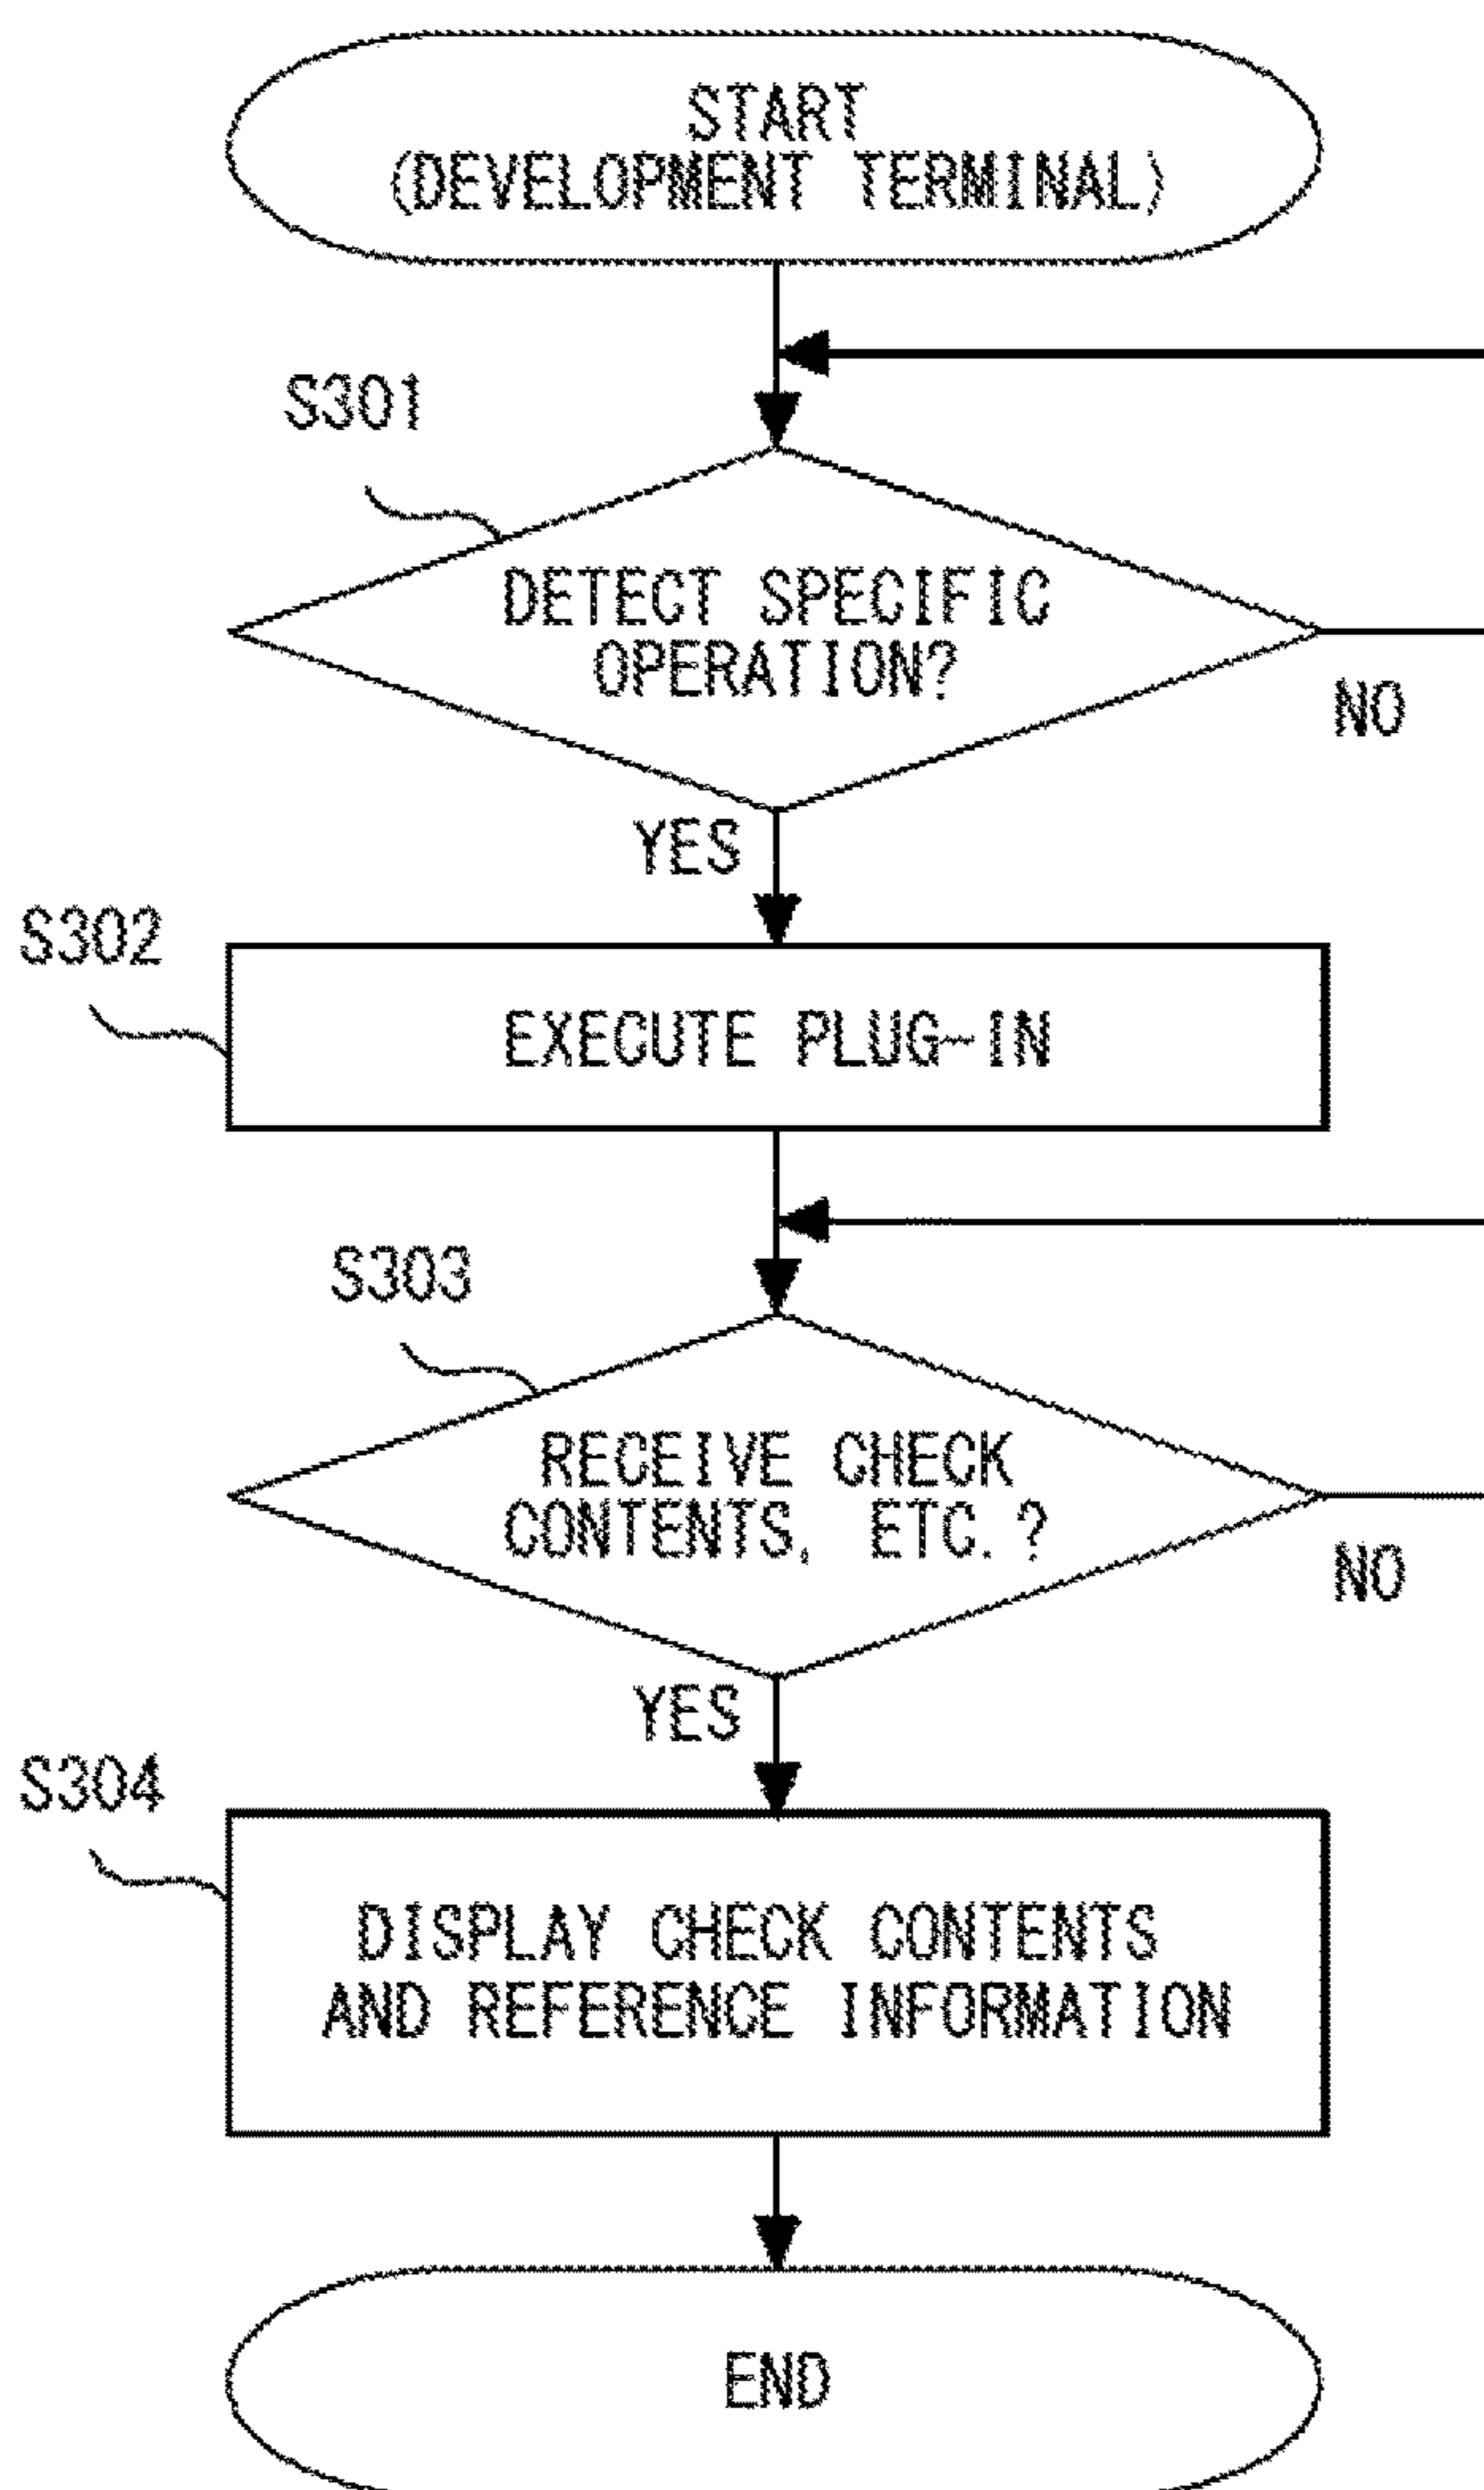 START
(DEVELOPMENT TERMINAL)
S301
DETECT SPECIFIC
OPERATION?
NO
YES
S302
EXECUTE PLUG-IN
S303
RECEIVE CHECK
CONTENTS, ETC.?
NO
YES
S304
DISPLAY CHECK CONTENTS
AND REFERENCE INFORMATION
END